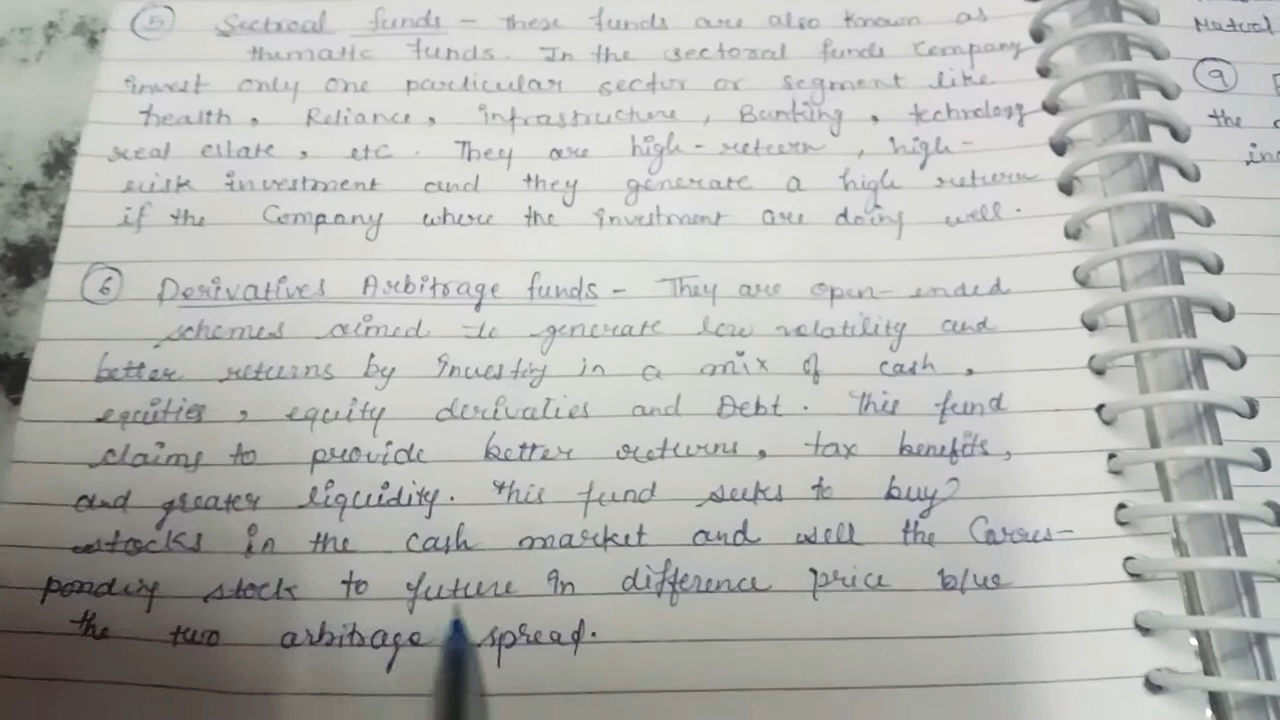 ⑤ Sectroal funds - these funds are also known as
thematic funds. In the sectoral funds Company
invest only one particular sector or segment like
health, Reliance, infrastructure, Banking, technology
real estate, etc. They are high-return, high-
risk investment and they generate a high return
if the Company where the investment are doing well.
⑥ Derivatives Arbitrage funds - They are open-ended
schemes aimed to generate low volatility and
better returns by Investing in a mix of cash,
equities, equity derivaties and Debt. This fund
claims to provide better returns, tax benefits,
and greater liquidity. This fund seeks to buy
stocks in the cash market and sell the Corres-
ponding stock to future in difference price b/w
the two arbitrage spread.
Mutual
⑨
the